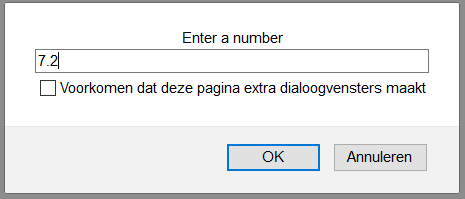 Enter a number
7.2
Voorkomen dat deze pagina extra dialoogvensters maakt
OK Annuleren